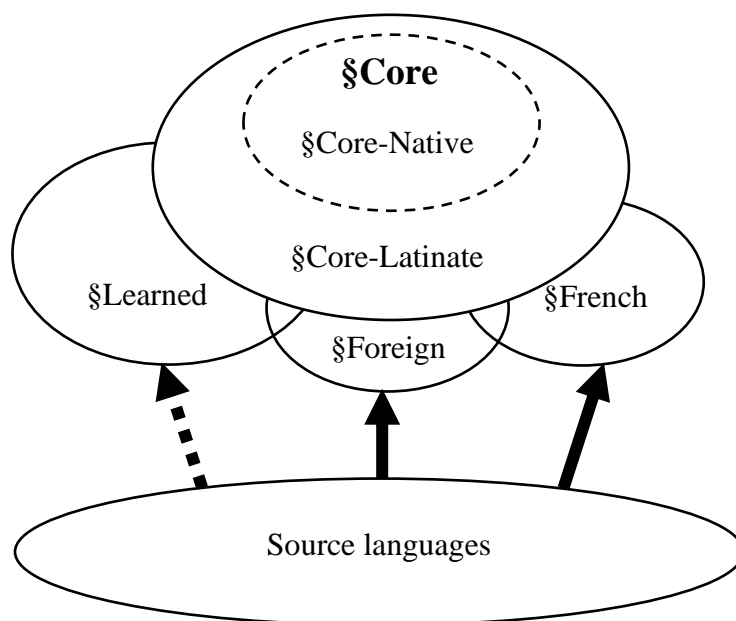 §Core
§Core-Native
§Core-Latinate
§Learned
§French
§Foreign
Source languages